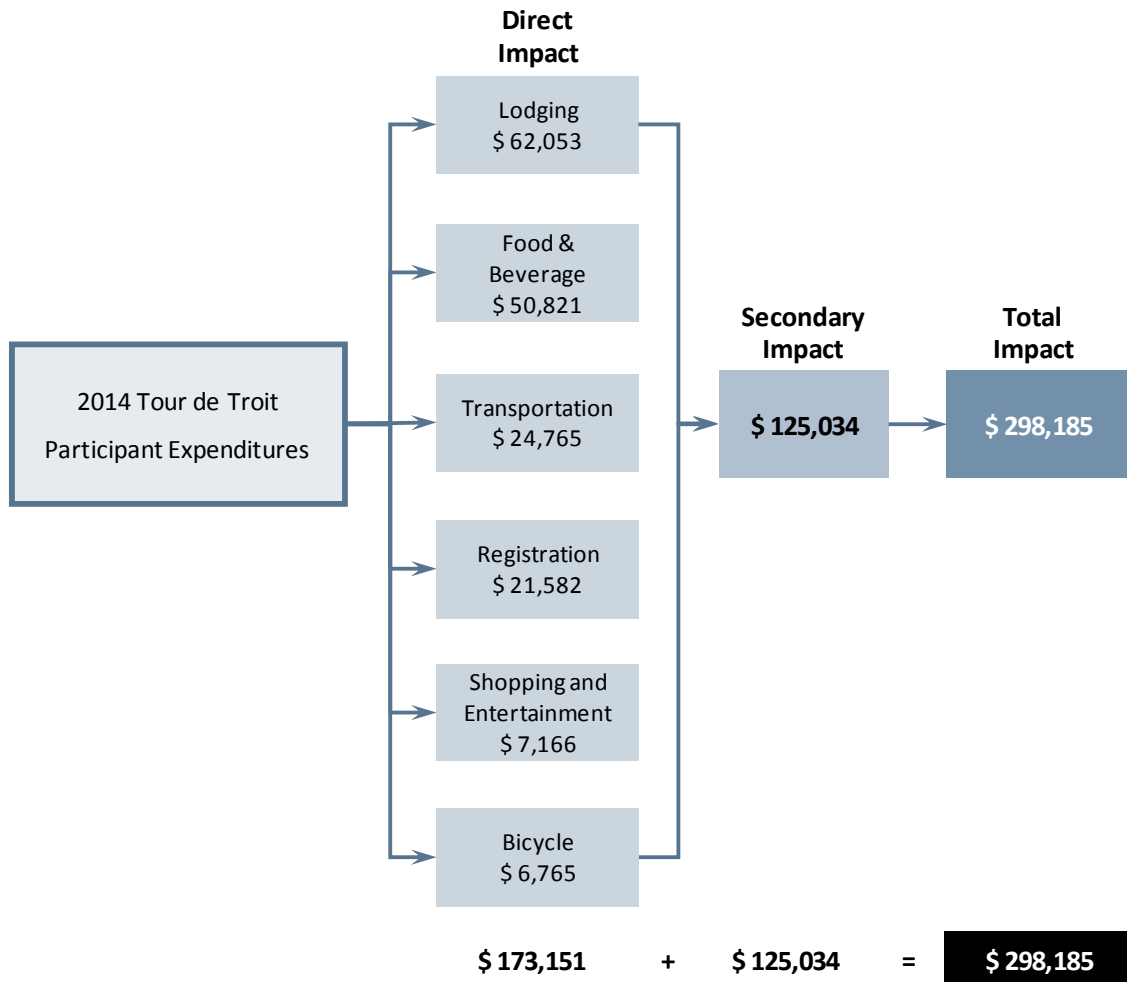 Direct
Impact
Lodging
$ 62,053
Food &
Beverage
$ 50,821
Transportation
$ 24,765
Registration
$ 21,582
Shopping and
Entertainment
$ 7,166
Bicycle
$ 6,765
2014 Tour de Troit
Participant Expenditures
Secondary
Impact
$ 125,034
Total
Impact
$ 298,185
$ 173,151 + $ 125,034 = $ 298,185